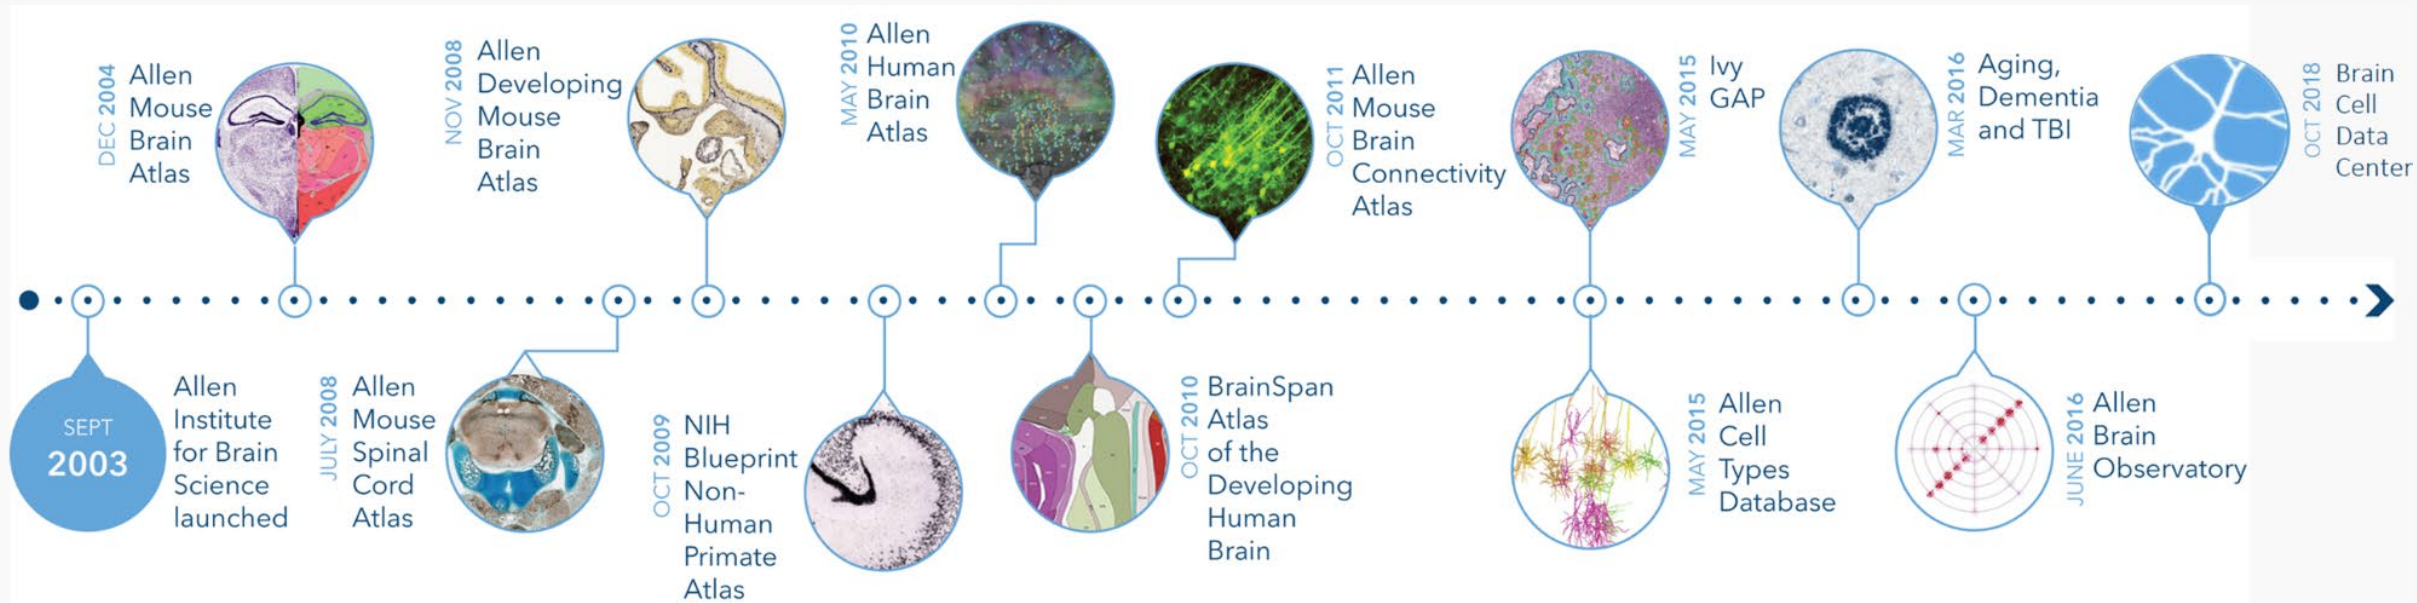 DEC 2004
Allen
Mouse
Brain
Atlas
NOV 2008
Allen
Developing
Mouse
Brain
Atlas
MAY 2010
Allen
Human
Brain
Atlas
OCT 2011
Allen
Mouse
Brain
Connectivity
Atlas
MAY 2015
Ivy
GAP
MAR 2016
Aging,
Dementia
and TBI
OCT 2018
Brain
Cell
Data
Center
SEPT
2003
Allen
Institute
for Brain
Science
launched
JULY 2008
Allen
Mouse
Spinal
Cord
Atlas
OCT 2009
NIH
Blueprint
Non-
Human
Primate
Atlas
OCT 2010
BrainSpan
Atlas
of the
Developing
Human
Brain
MAY 2015
Allen
Cell
Types
Database
JUNE 2016
Allen
Brain
Observatory